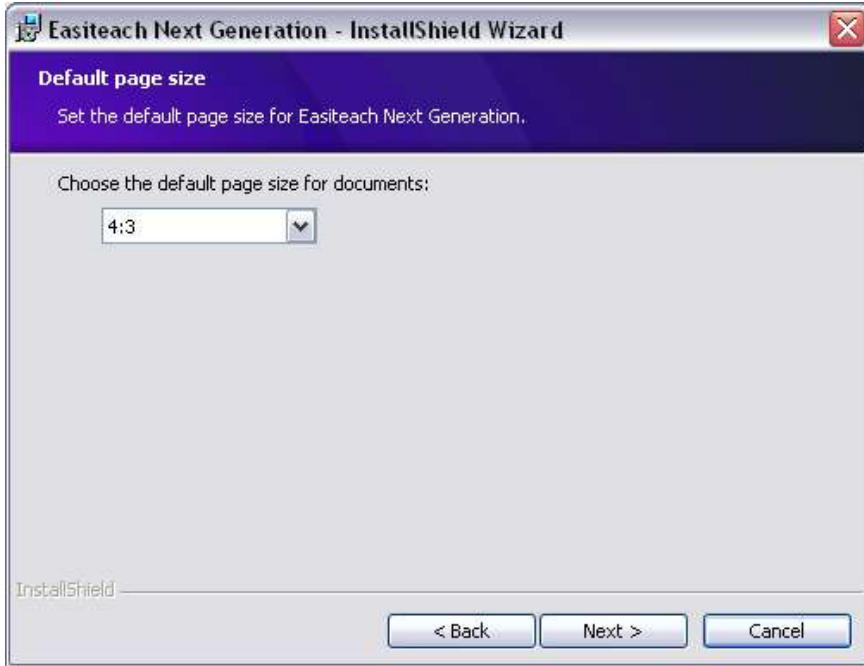 Easiteach Next Generation - InstallShield Wizard
Default page size
Set the default page size for Easiteach Next Generation.
Choose the default page size for documents:
4:3
InstallShield
< Back Next > Cancel